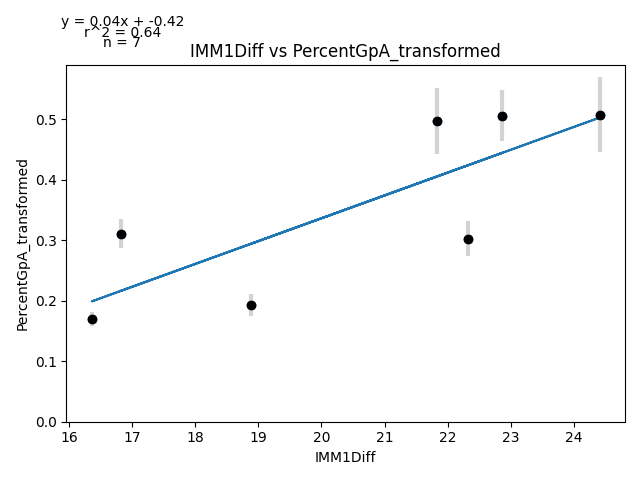 y = 0.04x + -0.42
r^2 = 0.64
n = 7
IMM1Diff vs PercentGpA_transformed
PercentGpA_transformed
0.5
0.4
0.3
0.2
0.1
0.0
16 17 18 19 20 21 22 23 24
IMM1Diff